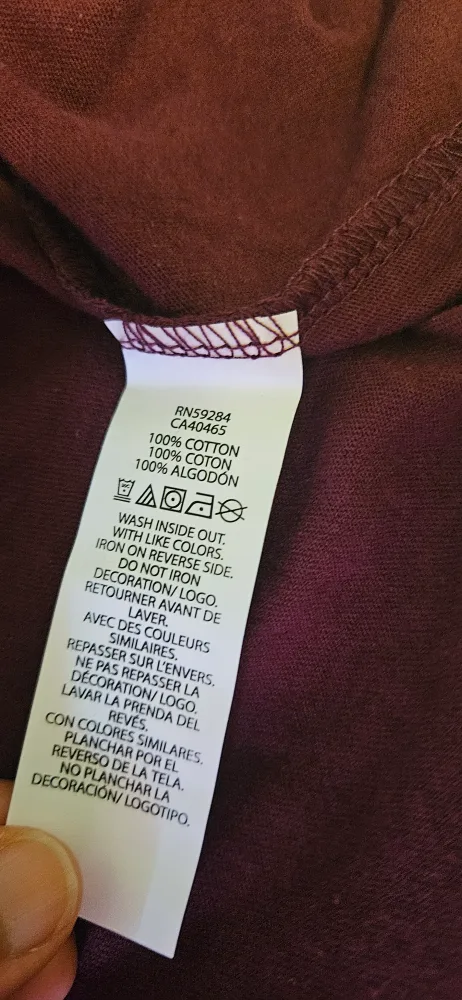 RN59284
CA40465
100% COTTON
100% COTON
100% ALGODÓN
WASH INSIDE OUT.
WITH LIKE COLORS.
IRON ON REVERSE SIDE.
DO NOT IRON
DECORATION/ LOGO.
RETOURNER AVANT DE
LAVER.
AVEC DES COULEURS
SIMILAIRES.
REPASSER SUR L'ENVERS.
NE PAS REPASSER LA
DÉCORATION/ LOGO.
LAVAR LA PRENDA DEL
REVÉS.
CON COLORES SIMILARES.
PLANCHAR POR EL
REVERSO DE LA TELA.
NO PLANCHAR LA
DECORACIÓN/ LOGOTIPO.